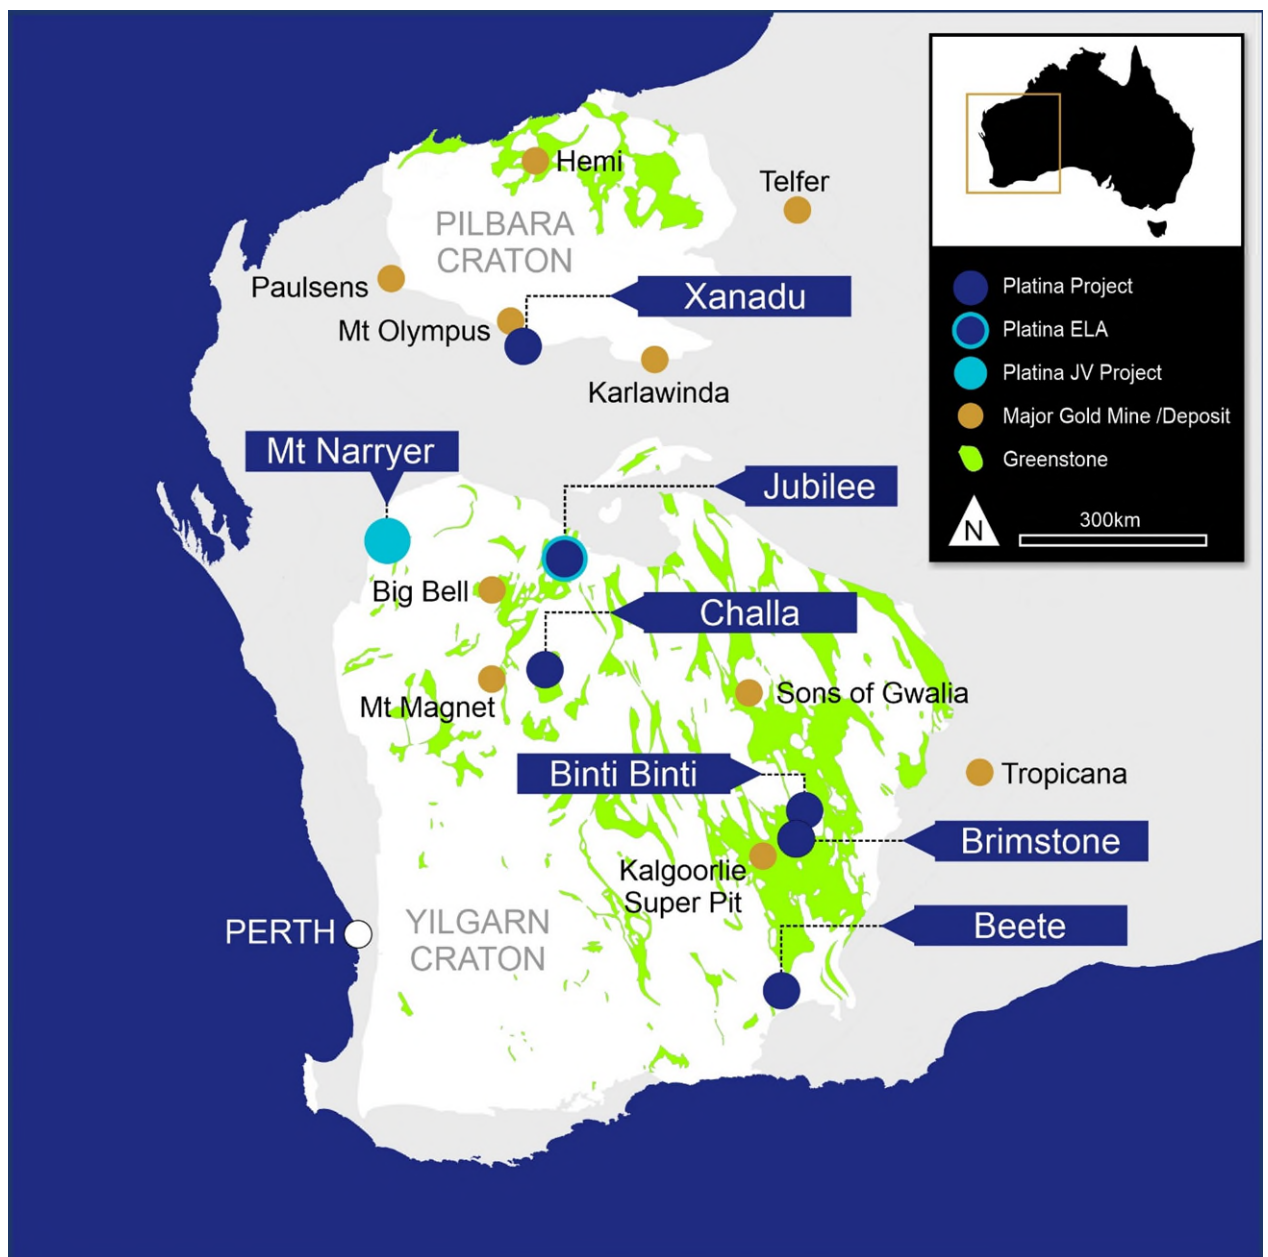 Hemi
Telfer
PILBARA
CRATON
Paulsens
Xanadu
Mt Olympus
Karlawinda
Mt Narryer
Jubilee
Big Bell
Challa
Mt Magnet
Sons of Gwalia
Binti Binti
Tropicana
Brimstone
Kalgoorlie
Super Pit
PERTH
YILGARN
CRATON
Beete
Platina Project
Platina ELA
Platina JV Project
Major Gold Mine /Deposit
Greenstone
N
300km